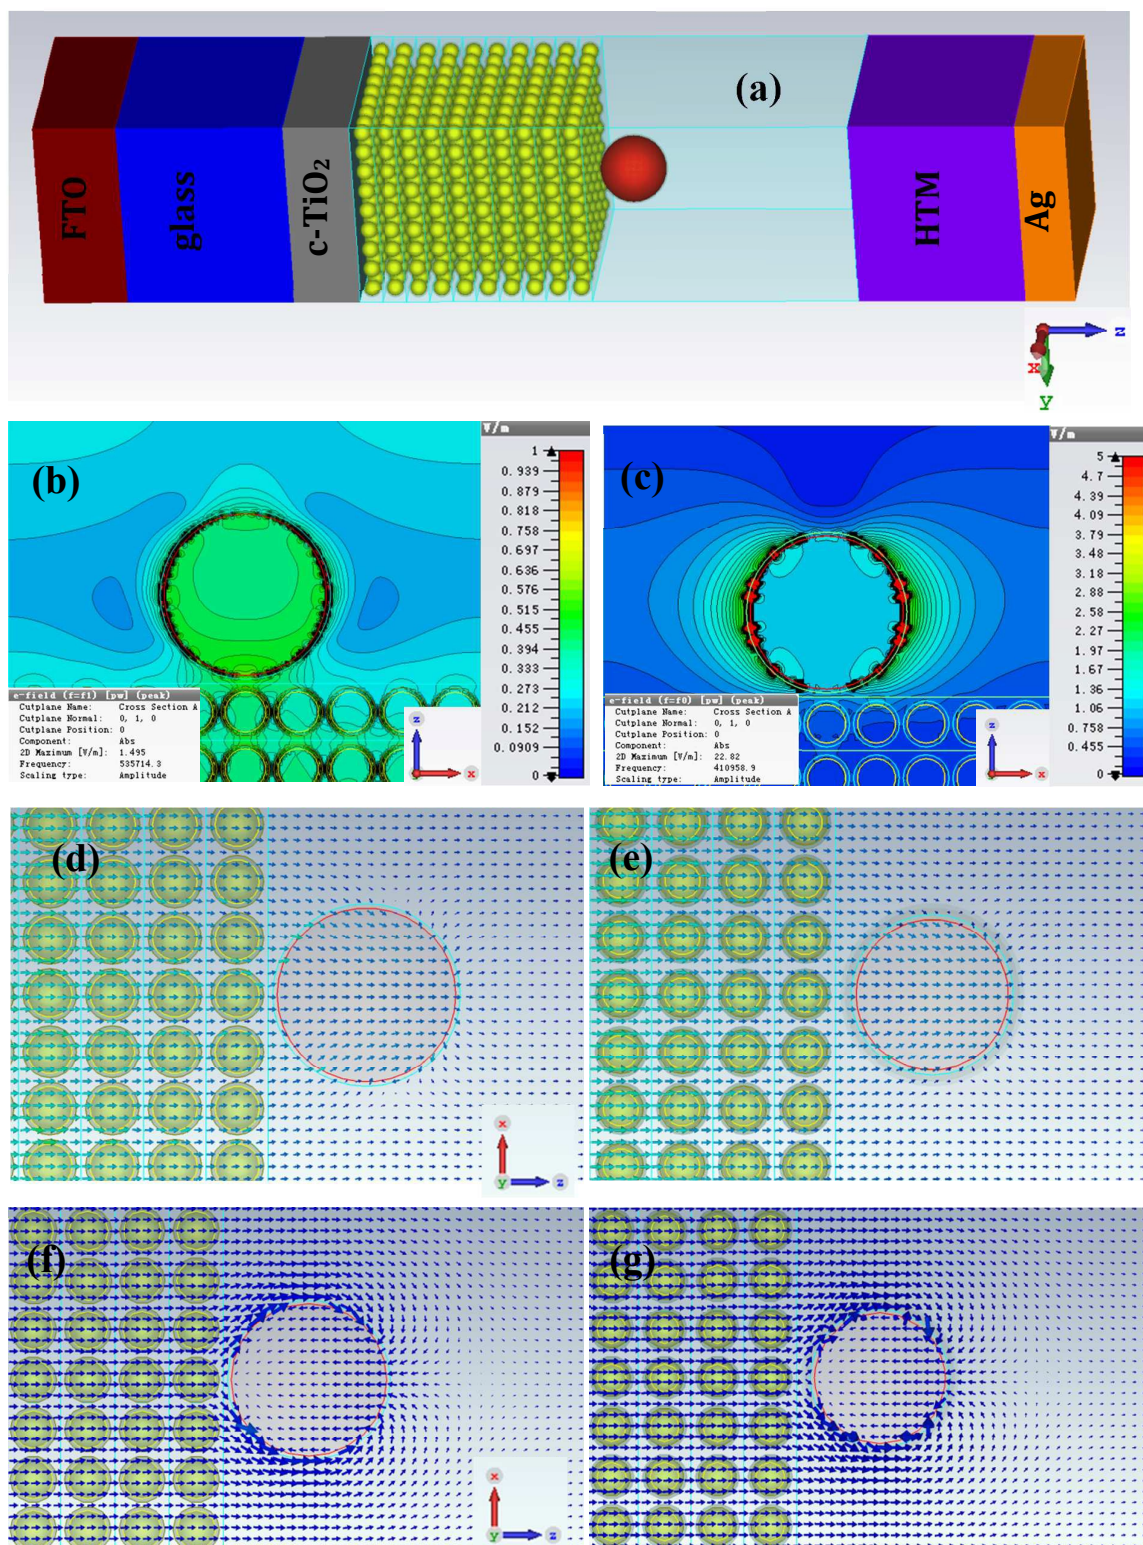 (a)
FTO
glass
c-TiO₂
HTM
Ag
z
x
y
(b)
V/m
1
0.939
0.879
0.818
0.758
0.697
0.636
0.576
0.515
0.455
0.394
0.333
0.273
0.212
0.152
0.0909
0
e-field (f=f1) [pw] (peak)
Cutplane Name: Cross Section A
Cutplane Normal: 0, 1, 0
Cutplane Position: 0
Component: Abs
2D Maximum [V/m]: 1.495
Frequency: 535714.3
Scaling type: Amplitude
z
x
(c)
V/m
5
4.7
4.39
4.09
3.79
3.48
3.18
2.88
2.58
2.27
1.97
1.67
1.36
1.06
0.758
0.455
0
e-field (f=f0) [pw] (peak)
Cutplane Name: Cross Section A
Cutplane Normal: 0, 1, 0
Cutplane Position: 0
Component: Abs
2D Maximum [V/m]: 22.82
Frequency: 410958.9
Scaling type: Amplitude
z
x
(d)
x
y
z
(e)
(f)
x
y
z
(g)